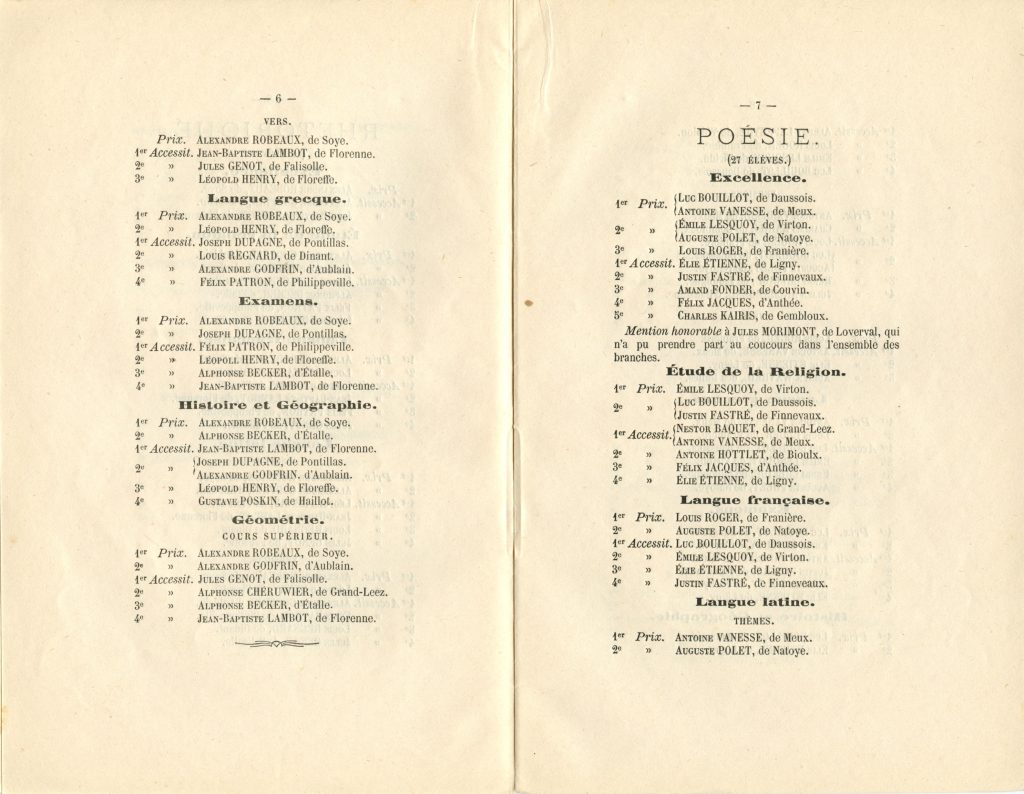 — 6 —
VERS.
Prix. ALEXANDRE ROBEAUX, de Soye.
1er Accessit. JEAN-BAPTISTE LAMBOT, de Florenne.
2e » JULES GENOT, de Falisolle.
3e » LÉOPOLD HENRY, de Floreffe.
Langue grecque.
1er Prix. ALEXANDRE ROBEAUX, de Soye.
2e » LÉOPOLD HENRY, de Floreffe.
1er Accessit. JOSEPH DUPAGNE, de Pontillas.
2e » LOUIS REGNARD, de Dinant.
3e » ALEXANDRE GODFRIN, d'Aublain.
4e » FÉLIX PATRON, de Philippeville.
Examens.
1er Prix. ALEXANDRE ROBEAUX, de Soye.
2e » JOSEPH DUPAGNE, de Pontillas.
1er Accessit. FÉLIX PATRON, de Philippeville.
2e » LÉOPOLL HENRY, de Floreffe.
3e » ALPHONSE BECKER, d'Étalle,
4e » JEAN-BAPTISTE LAMBOT, de Florenne.
Histoire et Géographie.
1er Prix. ALEXANDRE ROBEAUX, de Soye.
2e » ALPHONSE BECKER, d'Étalle.
1er Accessit. JEAN-BAPTISTE LAMBOT, de Florenne.
2e » JOSEPH DUPAGNE, de Pontillas.
ALEXANDRE GODFRIN. d'Aublain.
3e » LÉOPOLD HENRY, de Floreffe.
4e » GUSTAVE POSKIN, de Haillot.
Géométrie.
COURS SUPÉRIEUR.
1er Prix. ALEXANDRE ROBEAUX, de Soye.
2e » ALEXANDRE GODFRIN, d'Aublain.
1er Accessit. JULES GENOT, de Falisolle.
2e » ALPHONSE CHÉRUWIER, de Grand-Leez.
3e » ALPHONSE BECKER, d'Étalle.
4e » JEAN-BAPTISTE LAMBOT, de Florenne.
— 7 —
POÉSIE.
(27 ÉLÈVES.)
Excellence.
1er Prix. LUC BOUILLOT, de Daussois.
ANTOINE VANESSE, de Meux.
2e » ÉMILE LESQUOY, de Virton.
AUGUSTE POLET, de Natoye.
3e » LOUIS ROGER, de Franière.
1er Accessit. ÉLIE ÉTIENNE, de Ligny.
2e » JUSTIN FASTRÉ, de Finnevaux.
3e » AMAND FONDER, de Couvin.
4e » FÉLIX JACQUES, d'Anthée.
5e » CHARLES KAIRIS, de Gembloux.
Mention honorable à JULES MORIMONT, de Loverval, qui
n'a pu prendre part au coucours dans l'ensemble des
branches.
Étude de la Religion.
1er Prix. ÉMILE LESQUOY, de Virton.
2e » LUC BOUILLOT, de Daussois.
JUSTIN FASTRÉ, de Finnevaux.
1er Accessit. NESTOR BAQUET, de Grand-Leez.
ANTOINE VANESSE, de Meux.
2e » ANTOINE HOTTLET, de Bioulx.
3e » FÉLIX JACQUES, d'Anthée.
4e » ÉLIE ÉTIENNE, de Ligny.
Langue française.
1er Prix. LOUIS ROGER, de Franière.
2e » AUGUSTE POLET, de Natoye.
1er Accessit. LUC BOUILLOT, de Daussois.
2e » ÉMILE LESQUOY, de Virton.
3e » ÉLIE ÉTIENNE, de Ligny.
4e » JUSTIN FASTRÉ, de Finneveaux.
Langue latine.
THÈMES.
1er Prix. ANTOINE VANESSE, de Meux.
2e » AUGUSTE POLET, de Natoye.